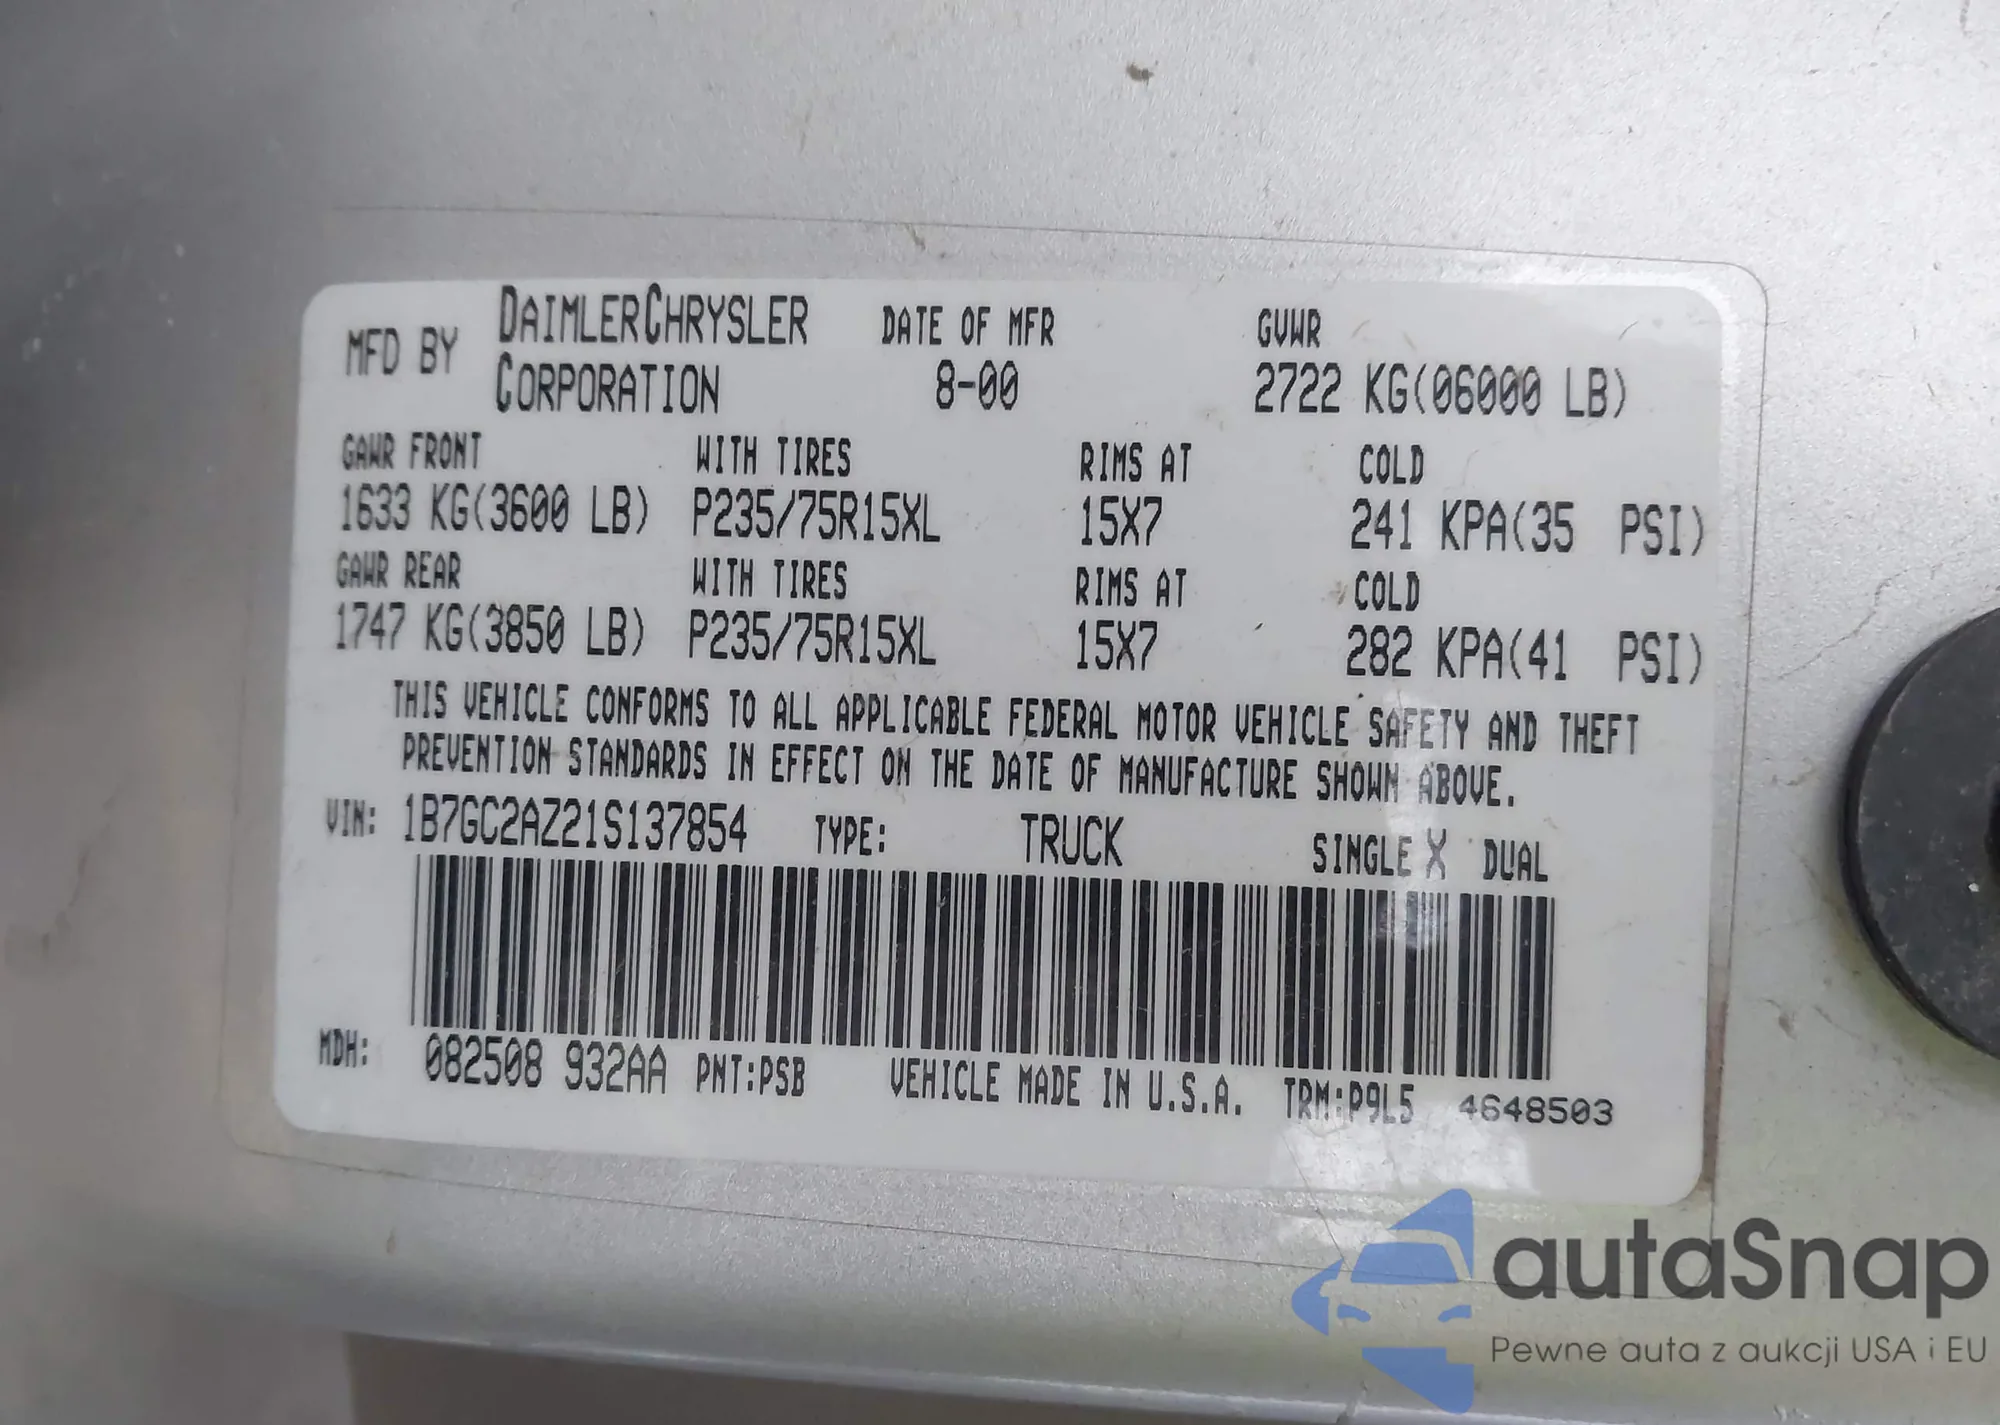 MFD BY DAIMLERCHRYSLER CORPORATION DATE OF MFR 8-00 GVWR 2722 KG(06000 LB)
GAWR FRONT WITH TIRES RIMS AT COLD
1633 KG(3600 LB) P235/75R15XL 15X7 241 KPA(35 PSI)
GAWR REAR WITH TIRES RIMS AT COLD
1747 KG(3850 LB) P235/75R15XL 15X7 282 KPA(41 PSI)
THIS VEHICLE CONFORMS TO ALL APPLICABLE FEDERAL MOTOR VEHICLE SAFETY AND THEFT
PREVENTION STANDARDS IN EFFECT ON THE DATE OF MANUFACTURE SHOWN ABOVE.
VIN: 1B7GC2AZ21S137854 TYPE: TRUCK SINGLE X DUAL
MDH: 082508 932AA PNT:PSB VEHICLE MADE IN U.S.A. TRM:P9L5 4648503
autaSnap
Pewne auta z aukcji USA i EU